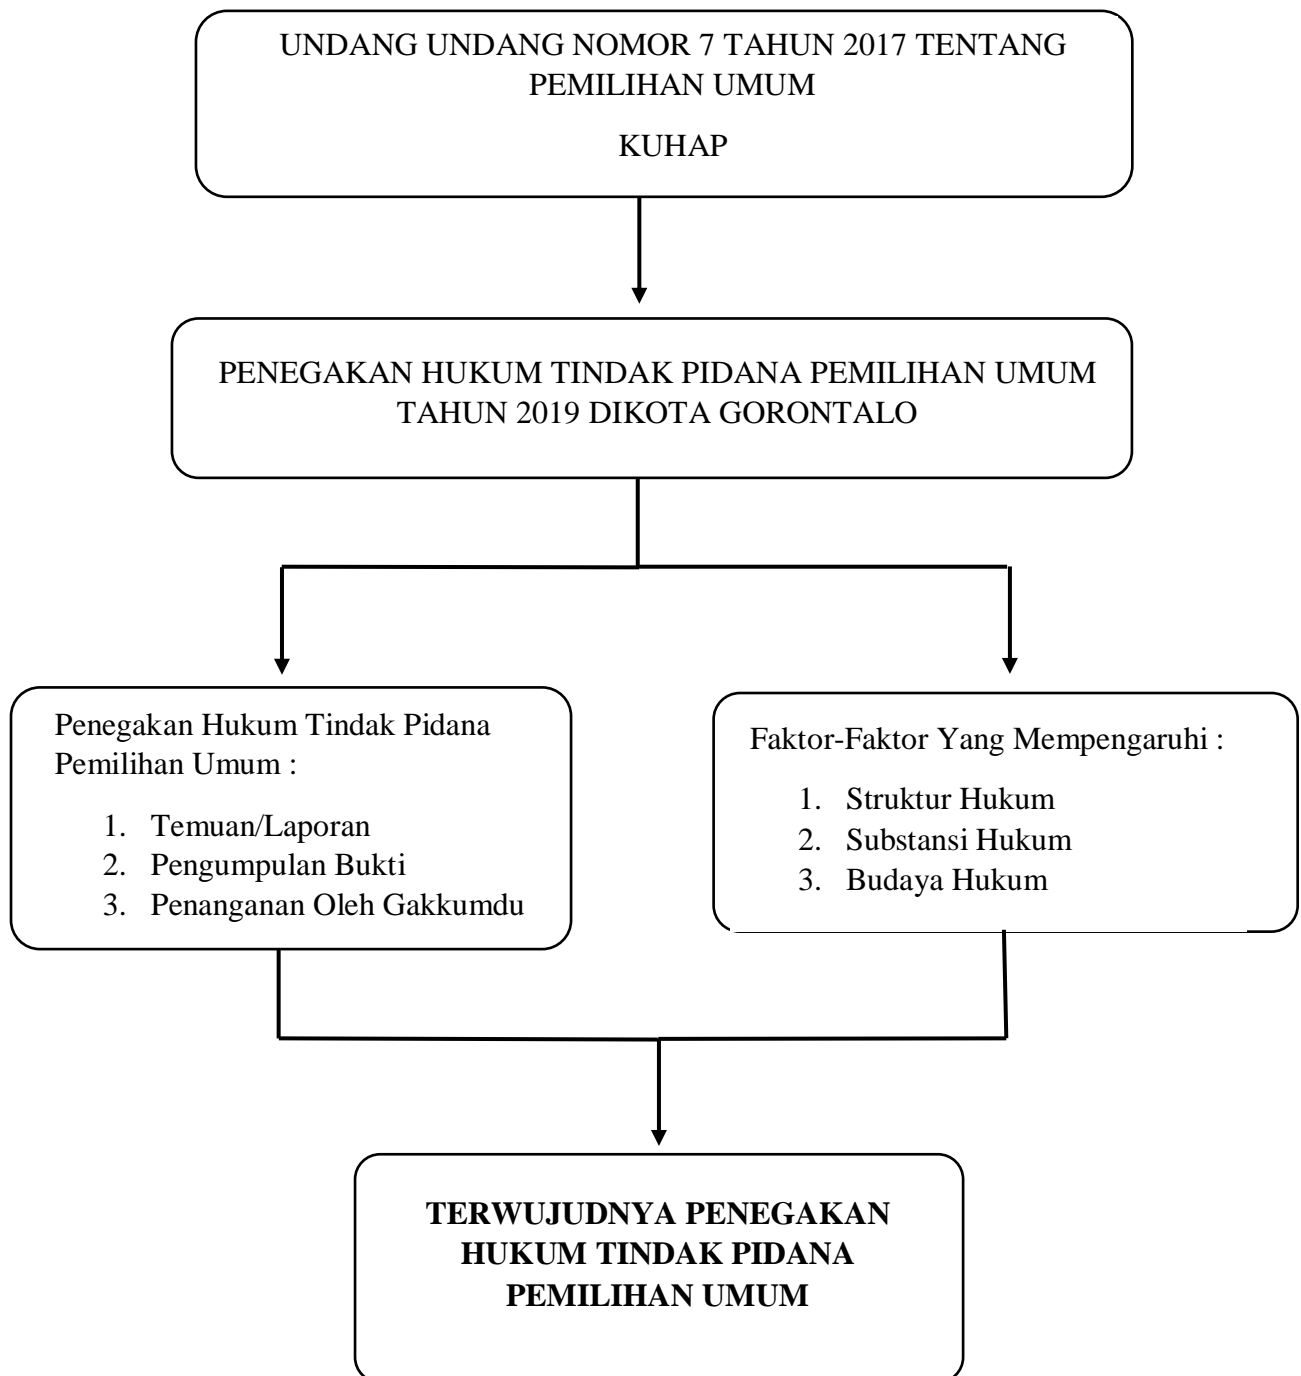 UNDANG UNDANG NOMOR 7 TAHUN 2017 TENTANG
PEMILIHAN UMUM
KUHAP
PENEGAKAN HUKUM TINDAK PIDANA PEMILIHAN UMUM
TAHUN 2019 DIKOTA GORONTALO
Penegakan Hukum Tindak Pidana
Pemilihan Umum :
1. Temuan/Laporan
2. Pengumpulan Bukti
3. Penanganan Oleh Gakkumdu
Faktor-Faktor Yang Mempengaruhi :
1. Struktur Hukum
2. Substansi Hukum
3. Budaya Hukum
TERWUJUDNYA PENEGAKAN
HUKUM TINDAK PIDANA
PEMILIHAN UMUM